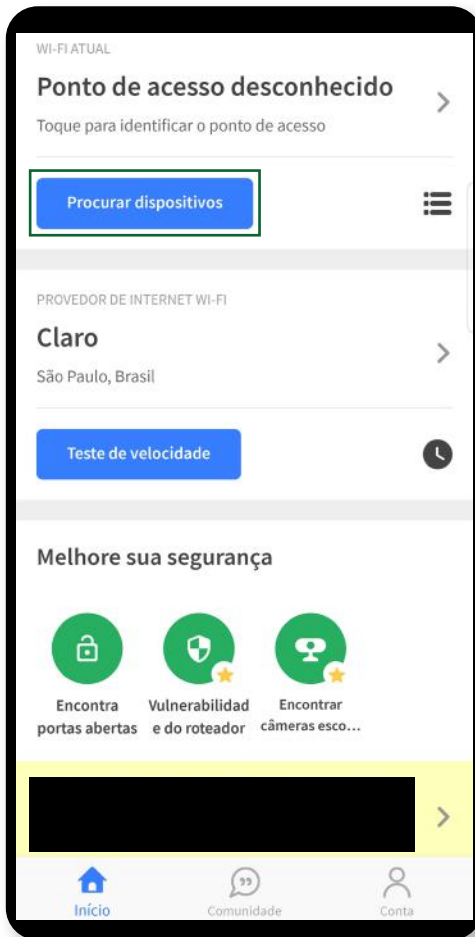 WI-FI ATUAL
Ponto de acesso desconhecido
Toque para identificar o ponto de acesso
Procurar dispositivos
PROVEDOR DE INTERNET WI-FI
Claro
São Paulo, Brasil
Teste de velocidade
Melhore sua segurança
Encontra
portas abertas
Vulnerabilidad
e do roteador
Encontrar
câmeras esco...
Início
Comunidade
Conta